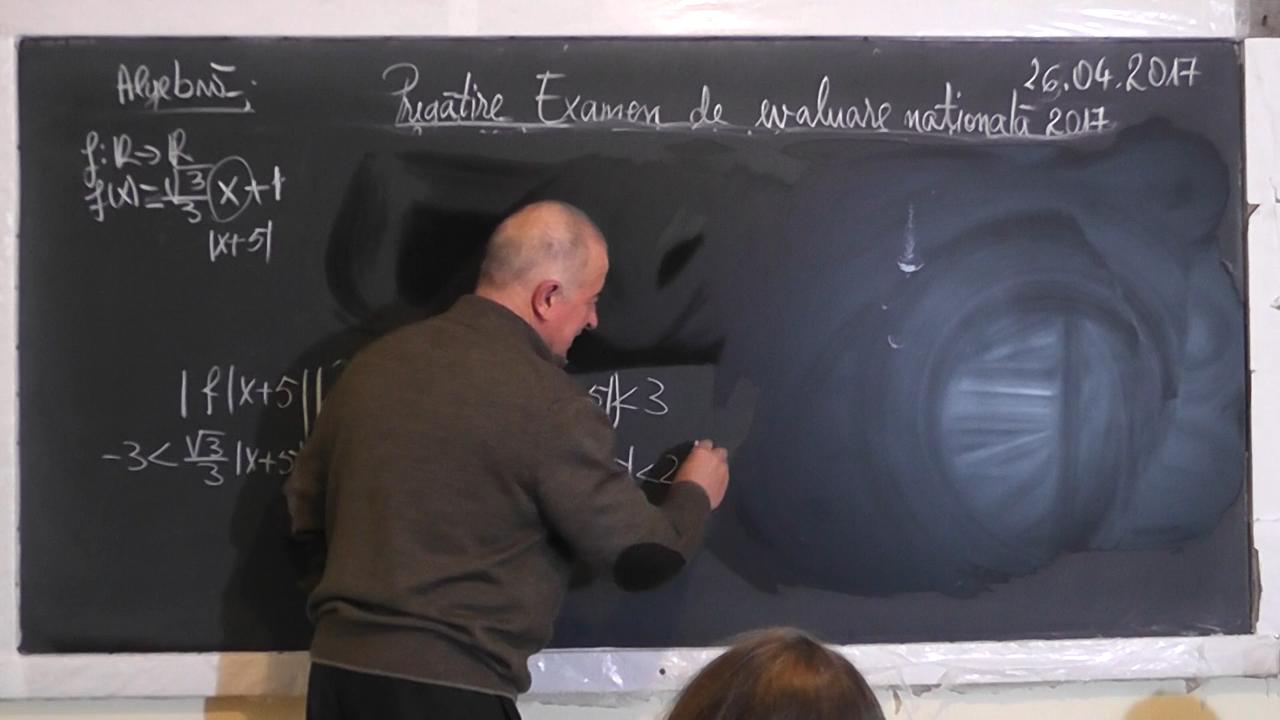 Algebră:
Pregătire Examen de evaluare națională 2017
26.04.2017
f: R → R
f(x) = √3/3 x + 1
|x+5|
|f|x+5|| 5|< 3
-3 < √3/3 |x+5 <2